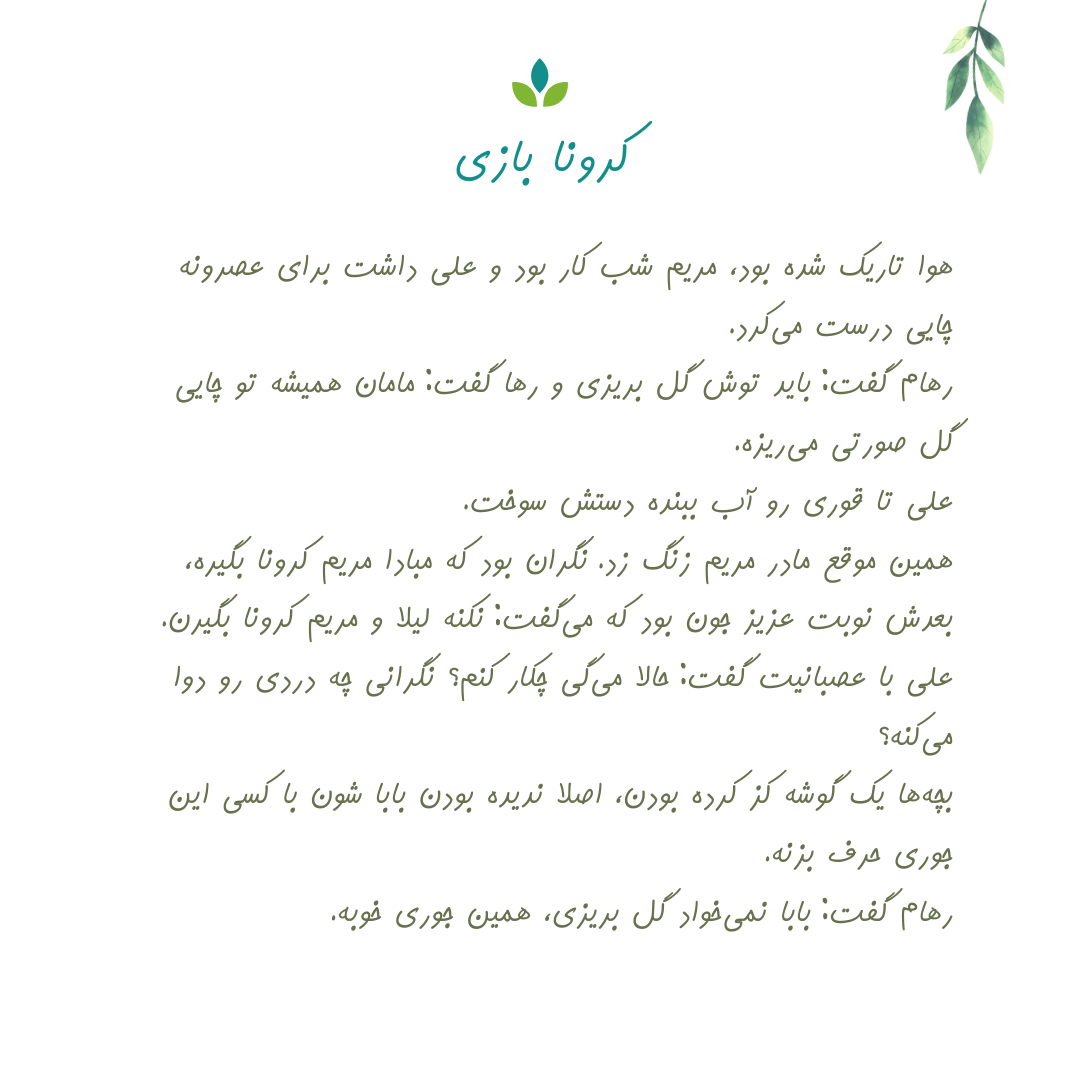 کرونا بازی
هوا تاریک شده بود، مریم شب کار بود و علی داشت برای عصرونه
چایی درست می‌کرد.
رهام گفت: باید توش گل بریزی و رها گفت: مامان همیشه تو چایی
گل صورتی می‌ریزه.
علی تا قوری رو آب ببنده دستش سوخت.
همین موقع مادر مریم زنگ زد. نگران بود که مبادا مریم کرونا بگیره،
بعدش نوبت عزیز جون بود که می‌گفت: نکنه لیلا و مریم کرونا بگیرن.
علی با عصبانیت گفت: حالا می‌گی چکار کنم؟ نگرانی چه دردی رو دوا
می‌کنه؟
بچه‌ها یک گوشه کز کرده بودن، اصلا ندیده بودن بابا شون با کسی این
جوری حرف بزنه.
رهام گفت: بابا نمی‌خواد گل بریزی، همین جوری خوبه.